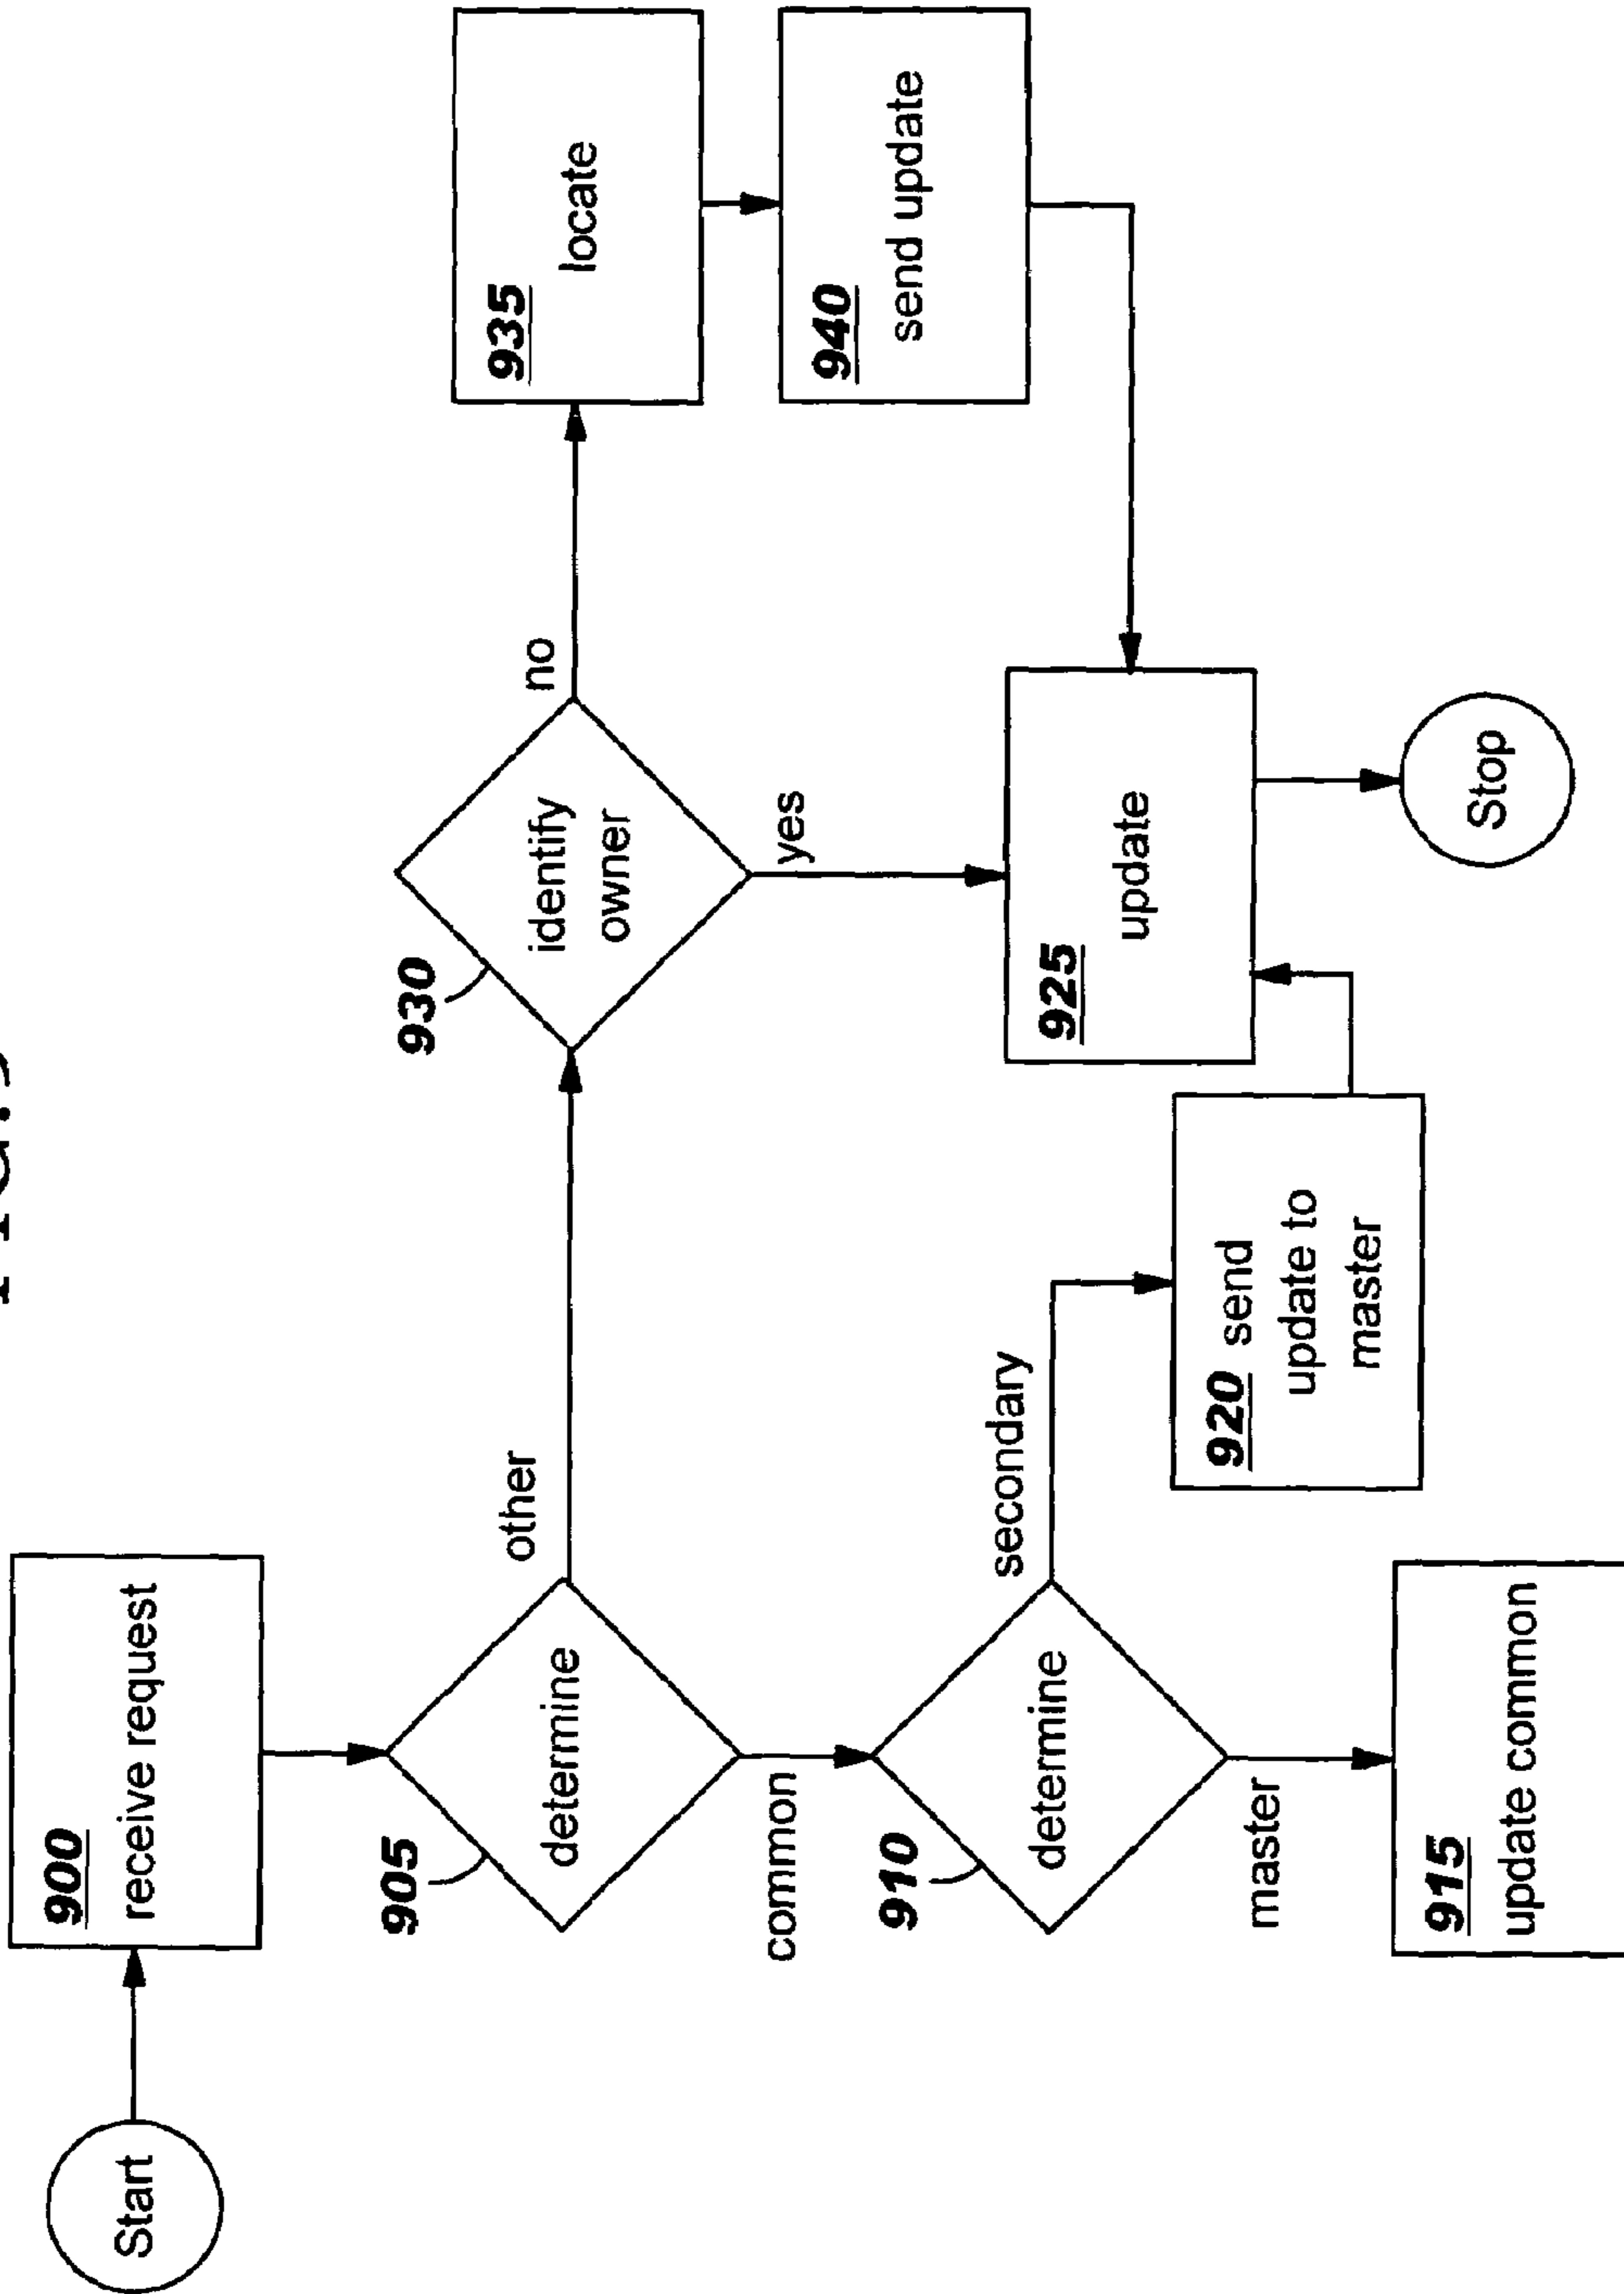 Start
900
receive request
905
determine
other
common
910
determine
secondary
master
915
update common
920 send
update to
master
930
identify
owner
no
yes
925
update
Stop
935
locate
940
send update